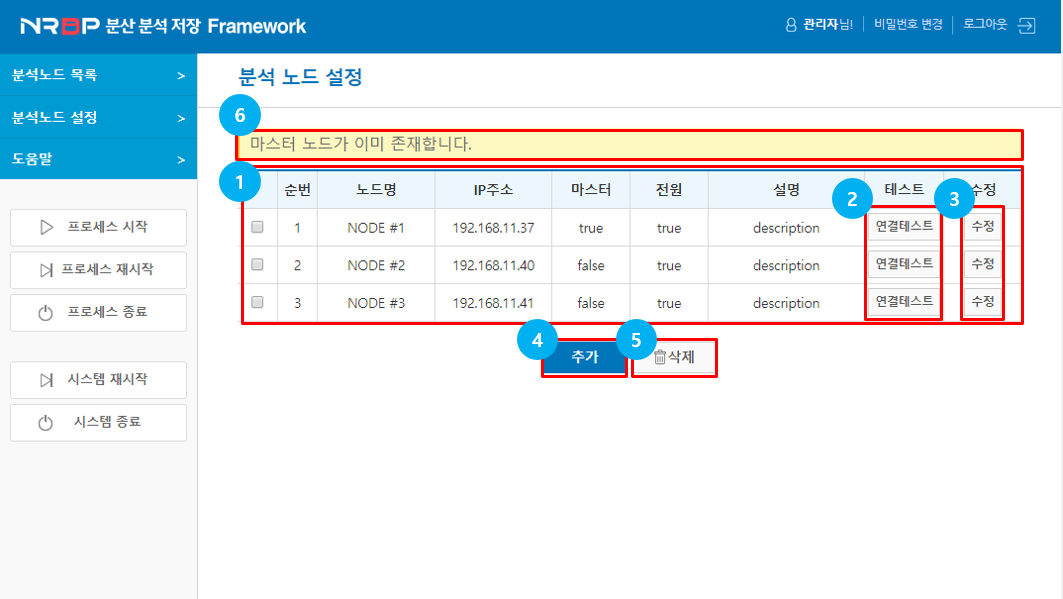 NRBP 분산 분석 저장 Framework
관리자님! 비밀번호 변경 로그아웃
분석노드 목록 >
분석노드 설정 >
도움말 >
프로세스 시작
프로세스 재시작
프로세스 종료
시스템 재시작
시스템 종료
분석 노드 설정
6
마스터 노드가 이미 존재합니다.
1 2 3
순번 노드명 IP주소 마스터 전원 설명 테스트 수정
1 NODE #1 192.168.11.37 true true description 연결테스트 수정
2 NODE #2 192.168.11.40 false true description 연결테스트 수정
3 NODE #3 192.168.11.41 false true description 연결테스트 수정
4 추가 5 삭제